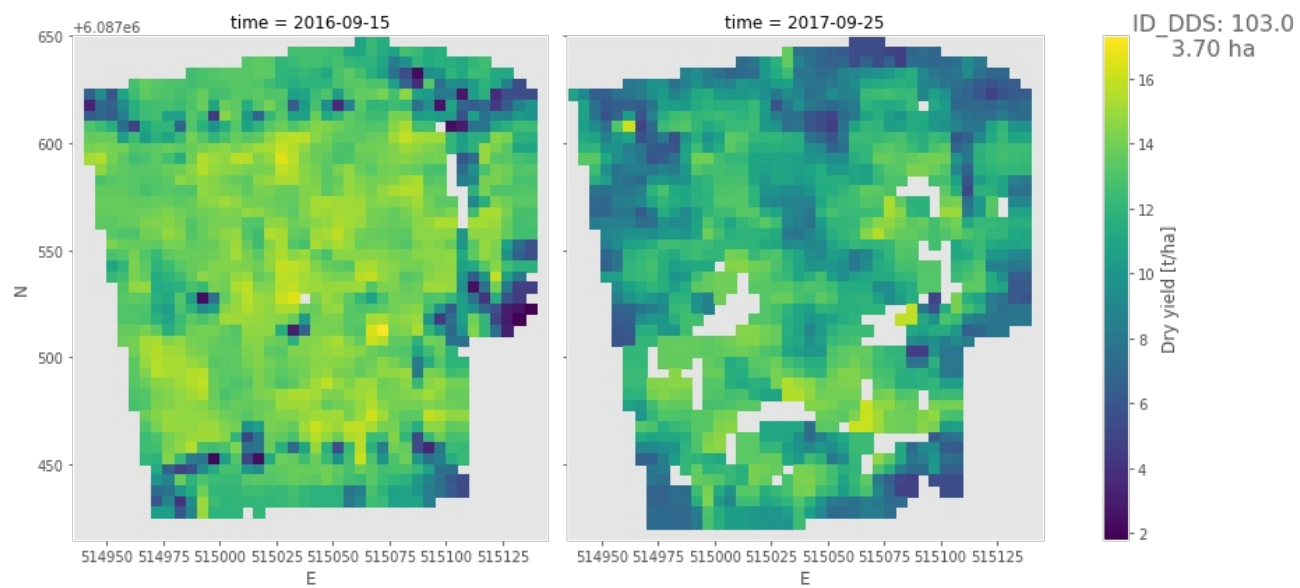 time = 2016-09-15
time = 2017-09-25
ID_DDS: 103.0
3.70 ha
+6.087e6
650
600
550
500
450
N
514950 514975 515000 515025 515050 515075 515100 515125
E
514950 514975 515000 515025 515050 515075 515100 515125
E
16
14
12
10
8
6
4
2
Dry yield [t/ha]